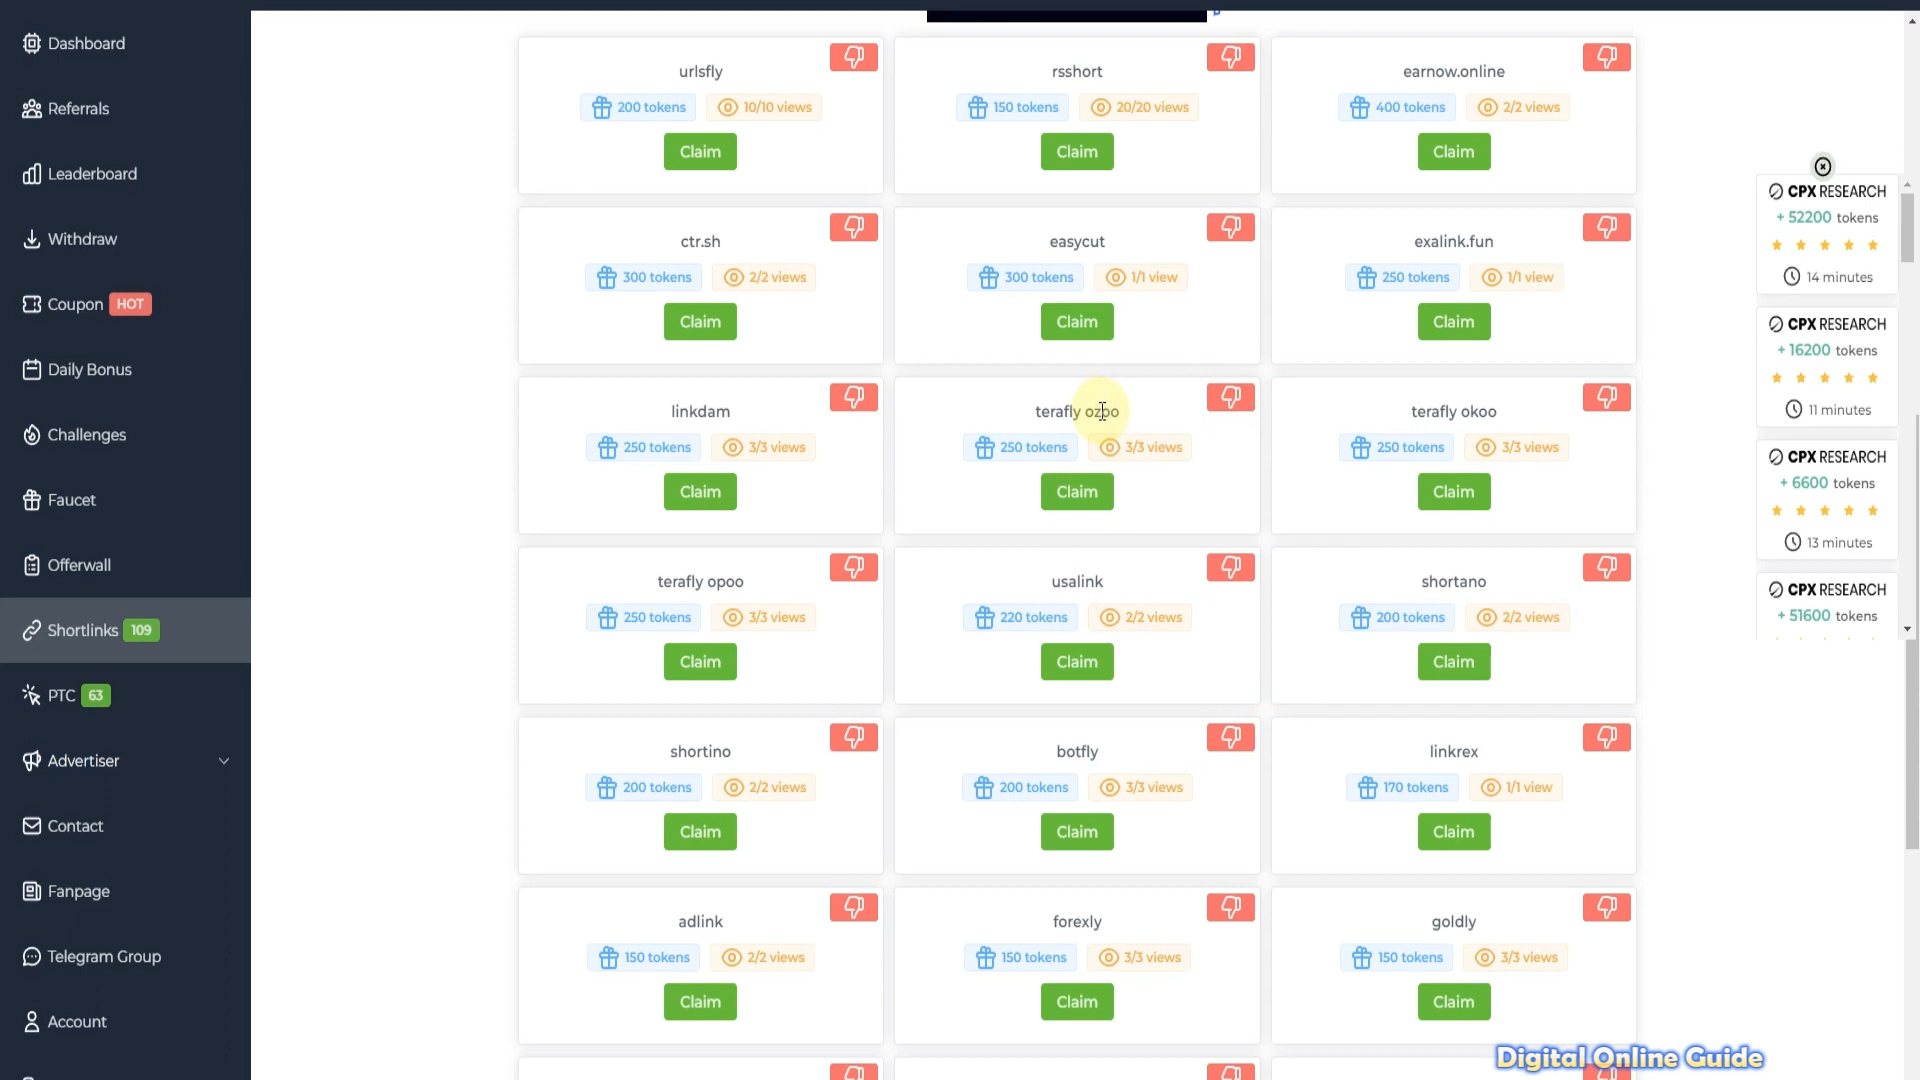 Dashboard
Referrals
Leaderboard
Withdraw
Coupon HOT
Daily Bonus
Challenges
Faucet
Offerwall
Shortlinks 109
PTC 63
Advertiser
Contact
Fanpage
Telegram Group
Account
urlsfly
200 tokens 10/10 views
Claim
rsshort
150 tokens 20/20 views
Claim
earnow.online
400 tokens 2/2 views
Claim
ctr.sh
300 tokens 2/2 views
Claim
easycut
300 tokens 1/1 view
Claim
exalink.fun
250 tokens 1/1 view
Claim
linkdam
250 tokens 3/3 views
Claim
terafly ozoo
250 tokens 3/3 views
Claim
terafly okoo
250 tokens 3/3 views
Claim
terafly opoo
250 tokens 3/3 views
Claim
usalink
220 tokens 2/2 views
Claim
shortano
200 tokens 2/2 views
Claim
shortino
200 tokens 2/2 views
Claim
botfly
200 tokens 3/3 views
Claim
linkrex
170 tokens 1/1 view
Claim
adlink
150 tokens 2/2 views
Claim
forexly
150 tokens 3/3 views
Claim
goldly
150 tokens 3/3 views
Claim
CPX RESEARCH
+ 52200 tokens
14 minutes
CPX RESEARCH
+ 16200 tokens
11 minutes
CPX RESEARCH
+ 6600 tokens
13 minutes
CPX RESEARCH
+ 51600 tokens
Digital Online Guide